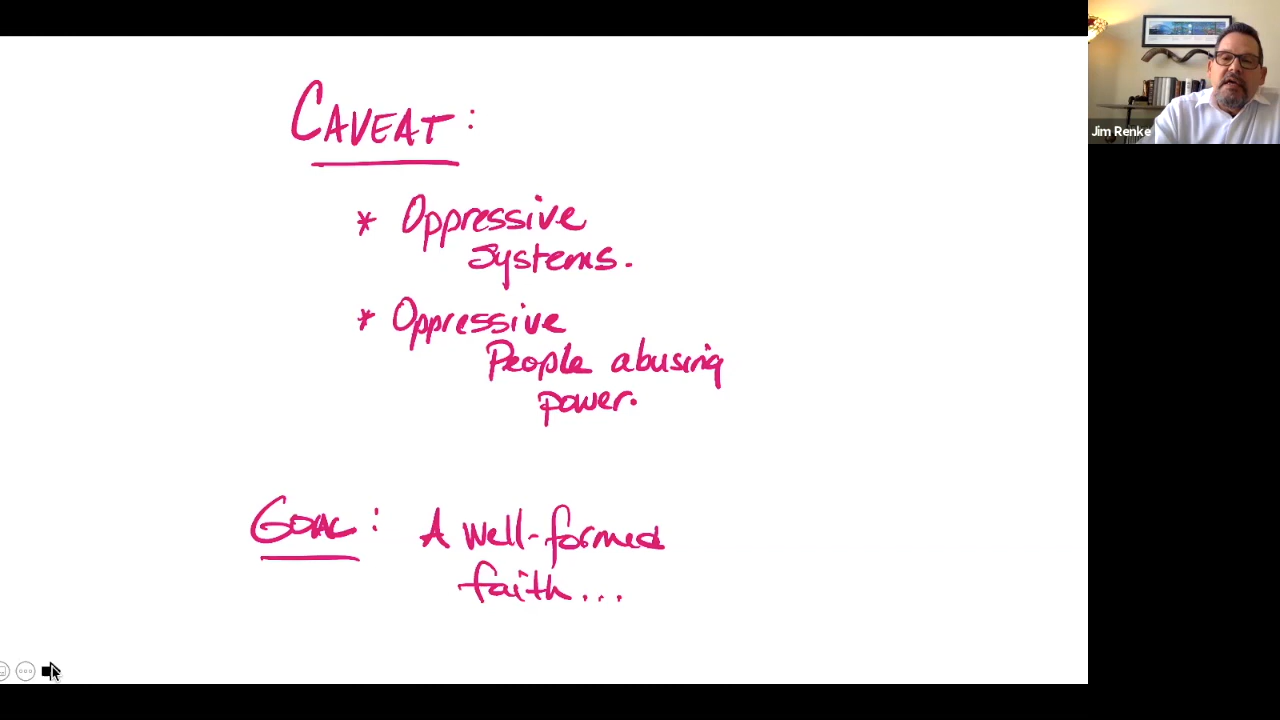 CAVEAT:
* Oppressive
Systems.
* Oppressive
People abusing
power.
GOAL: A well-formed
faith...
Jim Renke